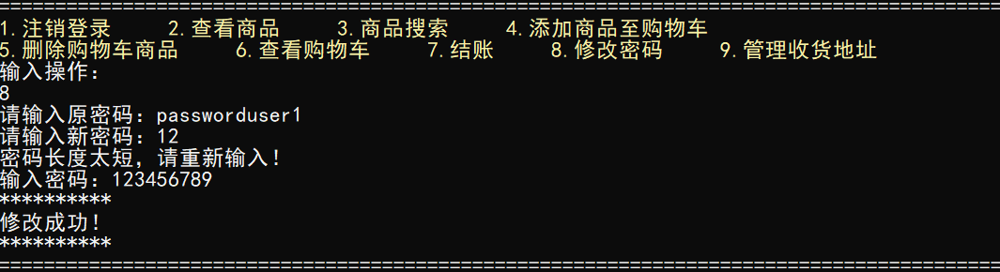 ================================================================================
1.注销登录     2.查看商品     3.商品搜索     4.添加商品至购物车
5.删除购物车商品     6.查看购物车     7.结账     8.修改密码     9.管理收货地址
输入操作：
8
请输入原密码：passworduser1
请输入新密码：12
密码长度太短，请重新输入！
输入密码：123456789
**********
修改成功！
**********
================================================================================